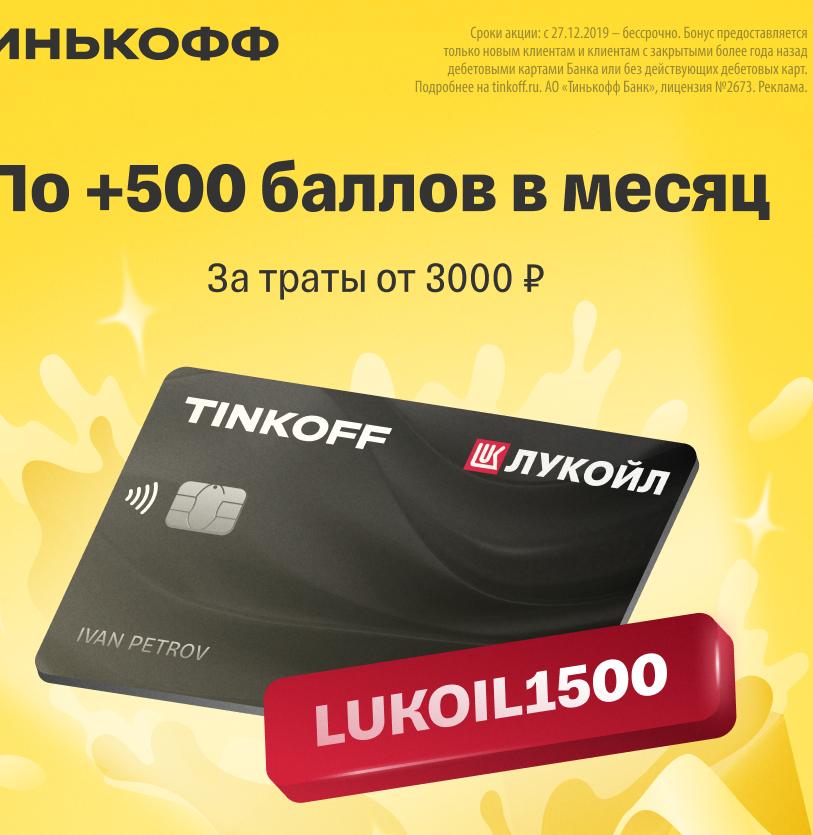 ИНЬКОФФ
Сроки акции: с 27.12.2019 – бессрочно. Бонус предоставляется
только новым клиентам и клиентам с закрытыми более года назад
дебетовыми картами Банка или без действующих дебетовых карт.
Подробнее на tinkoff.ru. АО «Тинькофф Банк», лицензия №2673. Реклама.
По +500 баллов в месяц
За траты от 3000 ₽
TINKOFF
LUK ЛУКОЙЛ
IVAN PETROV
LUKOIL1500